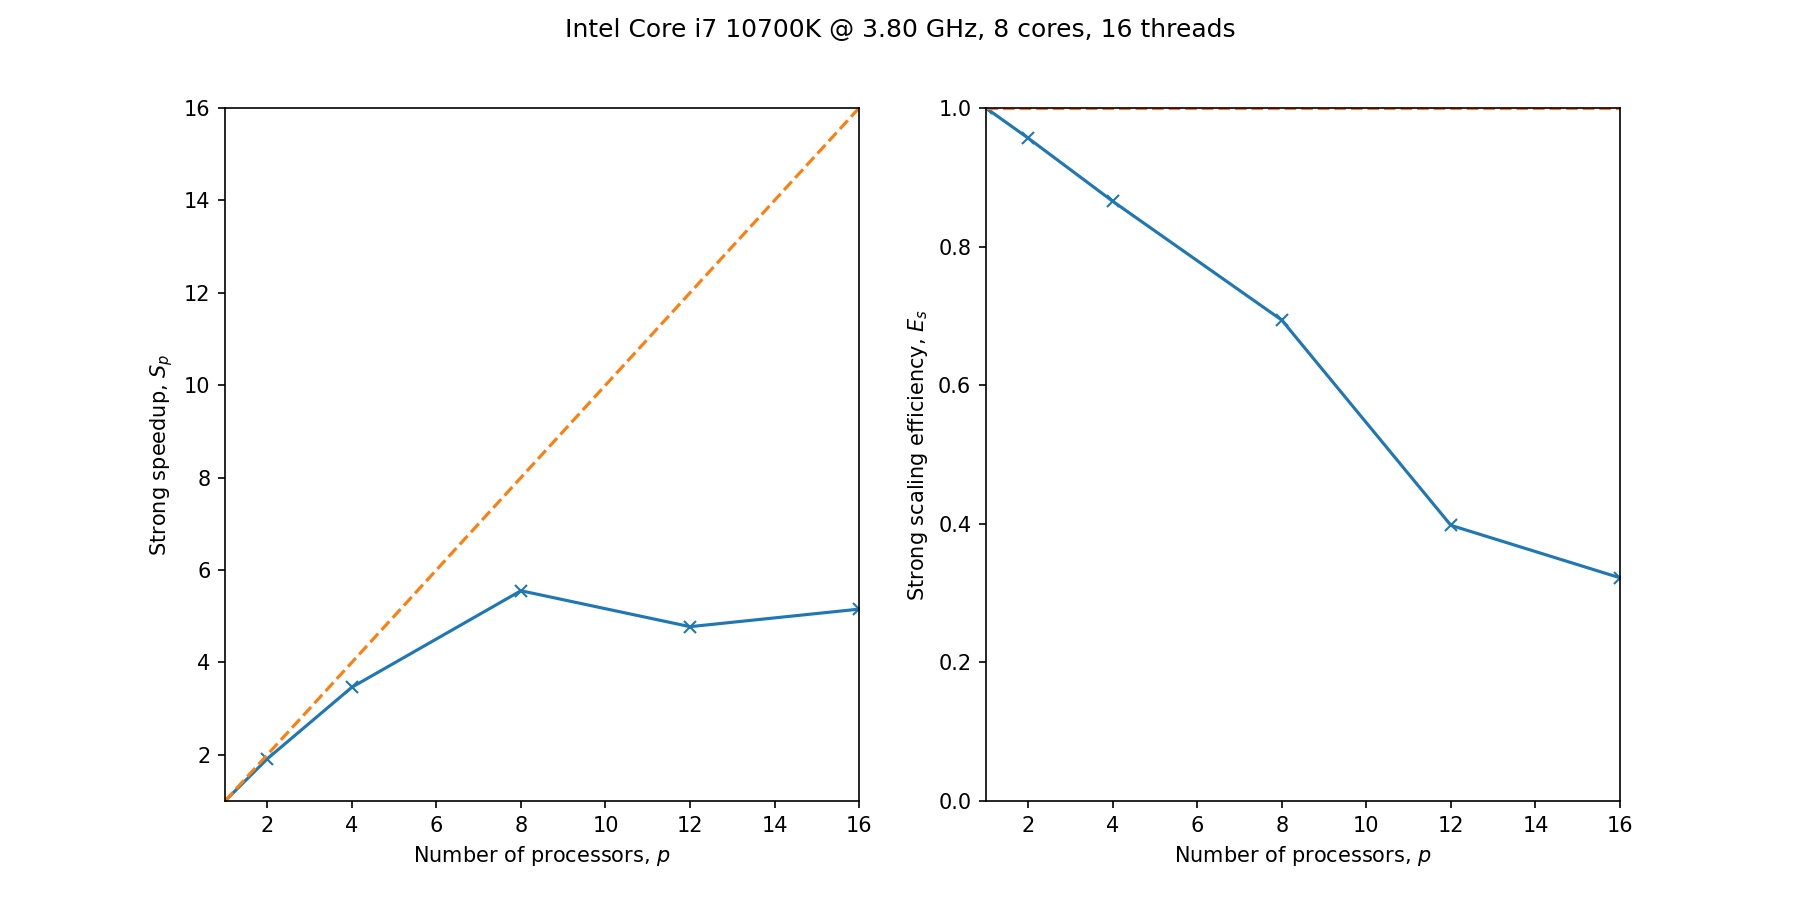 Intel Core i7 10700K @ 3.80 GHz, 8 cores, 16 threads
16
14
12
10
8
6
4
2
Strong speedup, Sₚ
2 4 6 8 10 12 14 16
Number of processors, p
1.0
0.8
0.6
0.4
0.2
0.0
Strong scaling efficiency, Eₛ
2 4 6 8 10 12 14 16
Number of processors, p